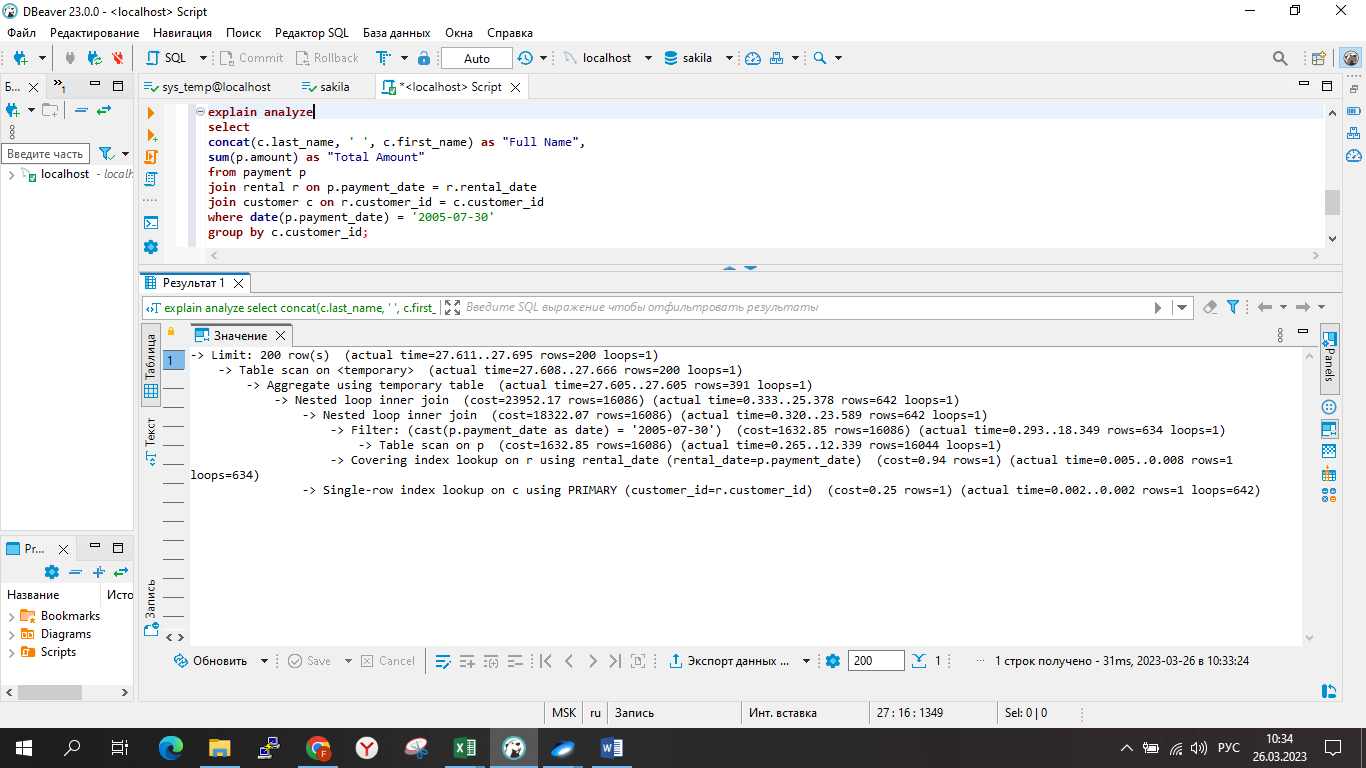 DBeaver 23.0.0 - <localhost> Script
Файл Редактирование Навигация Поиск Редактор SQL База данных Окна Справка
SQL Commit Rollback Auto localhost sakila
Б... 1 sys_temp@localhost sakila *<localhost> Script
Введите часть
localhost - localh
explain analyze
select
concat(c.last_name, ' ', c.first_name) as "Full Name",
sum(p.amount) as "Total Amount"
from payment p
join rental r on p.payment_date = r.rental_date
join customer c on r.customer_id = c.customer_id
where date(p.payment_date) = '2005-07-30'
group by c.customer_id;
Результат 1
explain analyze select concat(c.last_name, ' ', c.first_ Введите SQL выражение чтобы отфильтровать результаты
Таблица
Текст
Запись
Значение
Panels
1
-> Limit: 200 row(s)  (actual time=27.611..27.695 rows=200 loops=1)
-> Table scan on <temporary>  (actual time=27.608..27.666 rows=200 loops=1)
-> Aggregate using temporary table  (actual time=27.605..27.605 rows=391 loops=1)
-> Nested loop inner join  (cost=23952.17 rows=16086) (actual time=0.333..25.378 rows=642 loops=1)
-> Nested loop inner join  (cost=18322.07 rows=16086) (actual time=0.320..23.589 rows=642 loops=1)
-> Filter: (cast(p.payment_date as date) = '2005-07-30')  (cost=1632.85 rows=16086) (actual time=0.293..18.349 rows=634 loops=1)
-> Table scan on p  (cost=1632.85 rows=16086) (actual time=0.265..12.339 rows=16044 loops=1)
-> Covering index lookup on r using rental_date (rental_date=p.payment_date)  (cost=0.94 rows=1) (actual time=0.005..0.008 rows=1
loops=634)
-> Single-row index lookup on c using PRIMARY (customer_id=r.customer_id)  (cost=0.25 rows=1) (actual time=0.002..0.002 rows=1 loops=642)
Pr...
Название Исто
Bookmarks
Diagrams
Scripts
Обновить Save Cancel Экспорт данных ... 200 1 ... 1 строк получено - 31ms, 2023-03-26 в 10:33:24
MSK ru Запись Инт. вставка 27 : 16 : 1349 Sel: 0 | 0
РУС
10:34
26.03.2023